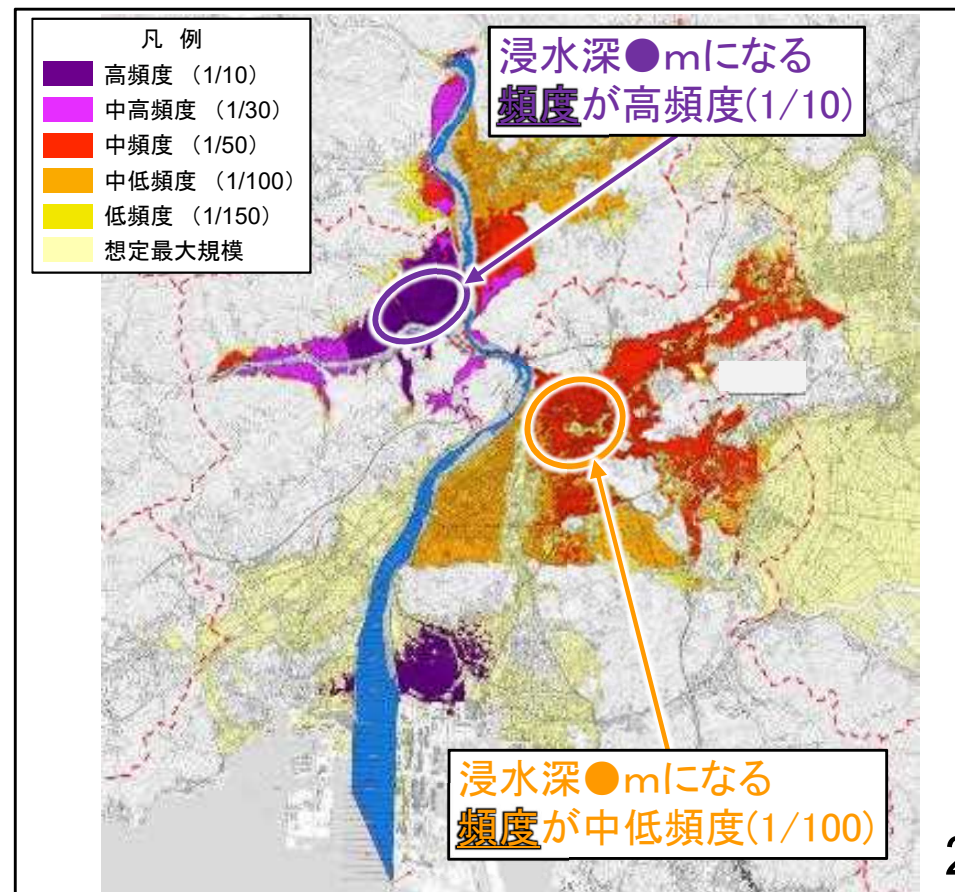 凡 例
高頻度 （1/10）
中高頻度 （1/30）
中頻度 （1/50）
中低頻度 （1/100）
低頻度 （1/150）
想定最大規模
浸水深●mになる
頻度が高頻度(1/10)
浸水深●mになる
頻度が中低頻度(1/100)
2